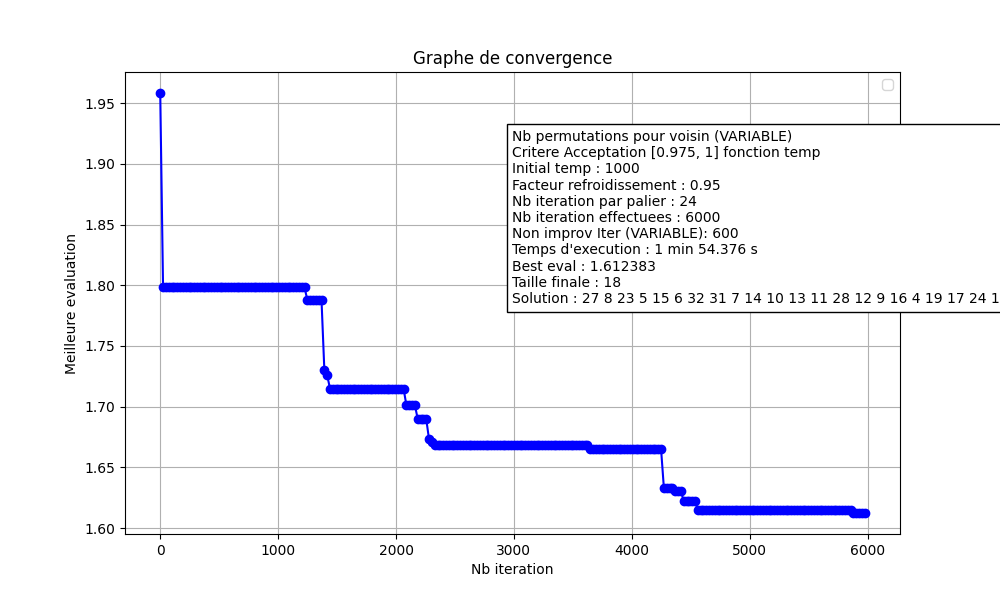 Graphe de convergence
1.95
1.90
1.85
1.80
1.75
1.70
1.65
1.60
Meilleure evaluation
Nb permutations pour voisin (VARIABLE)
Critere Acceptation [0.975, 1] fonction temp
Initial temp : 1000
Facteur refroidissement : 0.95
Nb iteration par palier : 24
Nb iteration effectuees : 6000
Non improv Iter (VARIABLE): 600
Temps d'execution : 1 min 54.376 s
Best eval : 1.612383
Taille finale : 18
Solution : 27 8 23 5 15 6 32 31 7 14 10 13 11 28 12 9 16 4 19 17 24 1
0 1000 2000 3000 4000 5000 6000
Nb iteration